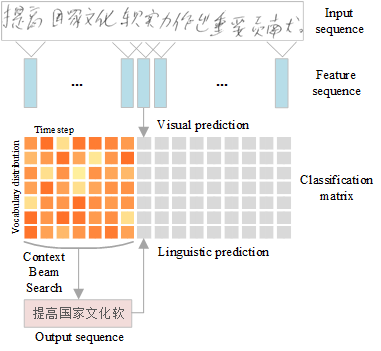 提高国家文化软实力作出重要贡献。
Input sequence
...
...
Feature sequence
Visual prediction
Time step
Vocabulary distribution
Classification matrix
Linguistic prediction
Context Beam Search
提高国家文化软
Output sequence